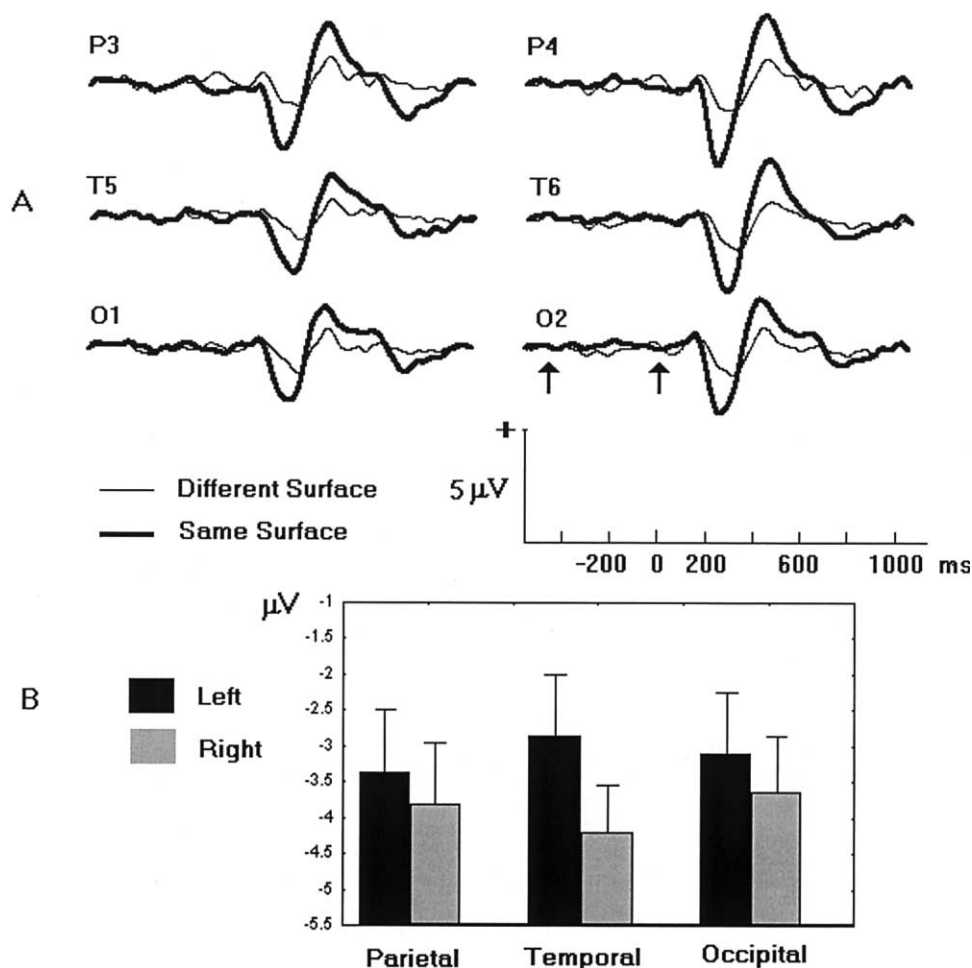 P3 P4
A
T5 T6
O1 O2
+
5 µV
Different Surface
Same Surface
-200 0 200 600 1000 ms
µV
-1
-1.5
-2
B
Left
Right
-2.5
-3
-3.5
-4
-4.5
-5
-5.5
Parietal Temporal Occipital